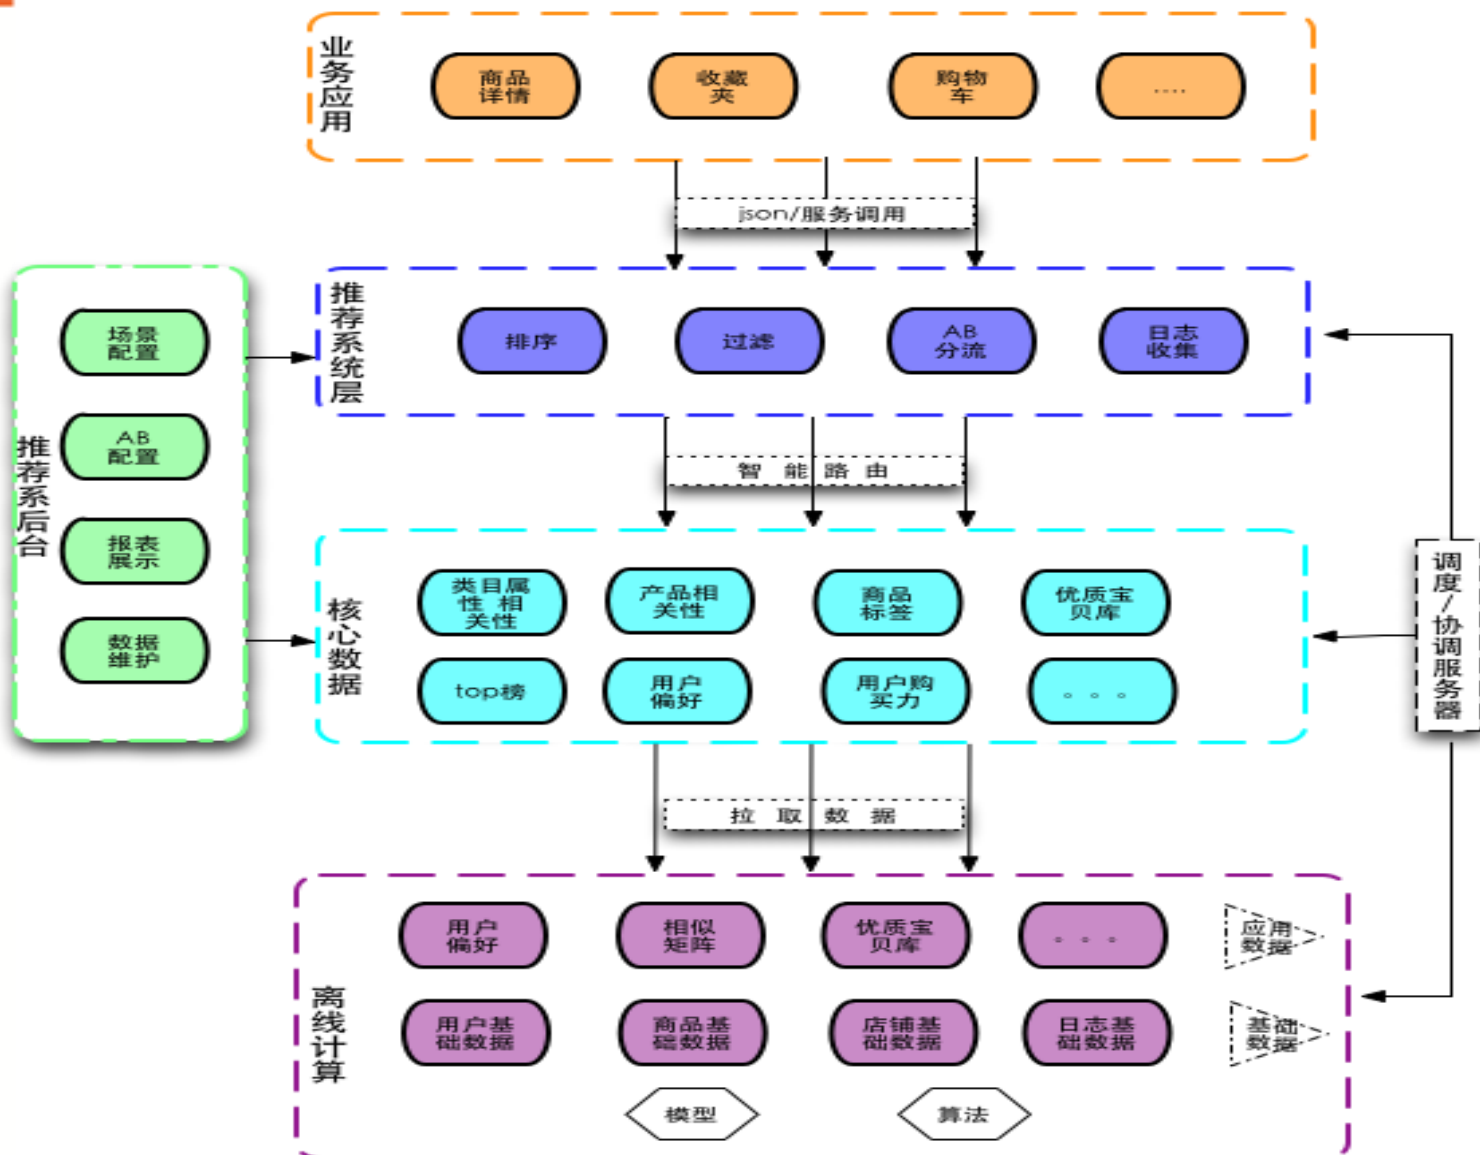 业务应用
商品
详情
收藏
夹
购物
车
....
json/服务调用
推荐系统层
排序
过滤
AB
分流
日志
收集
推荐系后台
场景
配置
AB
配置
报表
展示
数据
维护
智 能 路 由
核心数据
类目属
性 相
关性
产品相
关性
商品
标签
优质宝
贝库
top榜
用户
偏好
用户购
买力
。。。
调度/协调服务器
拉 取 数 据
离线计算
用户
偏好
相似
矩阵
优质宝
贝库
。。。
应用
数据
用户基
础数据
商品基
础数据
店铺基
础数据
日志基
础数据
基础
数据
模型
算法